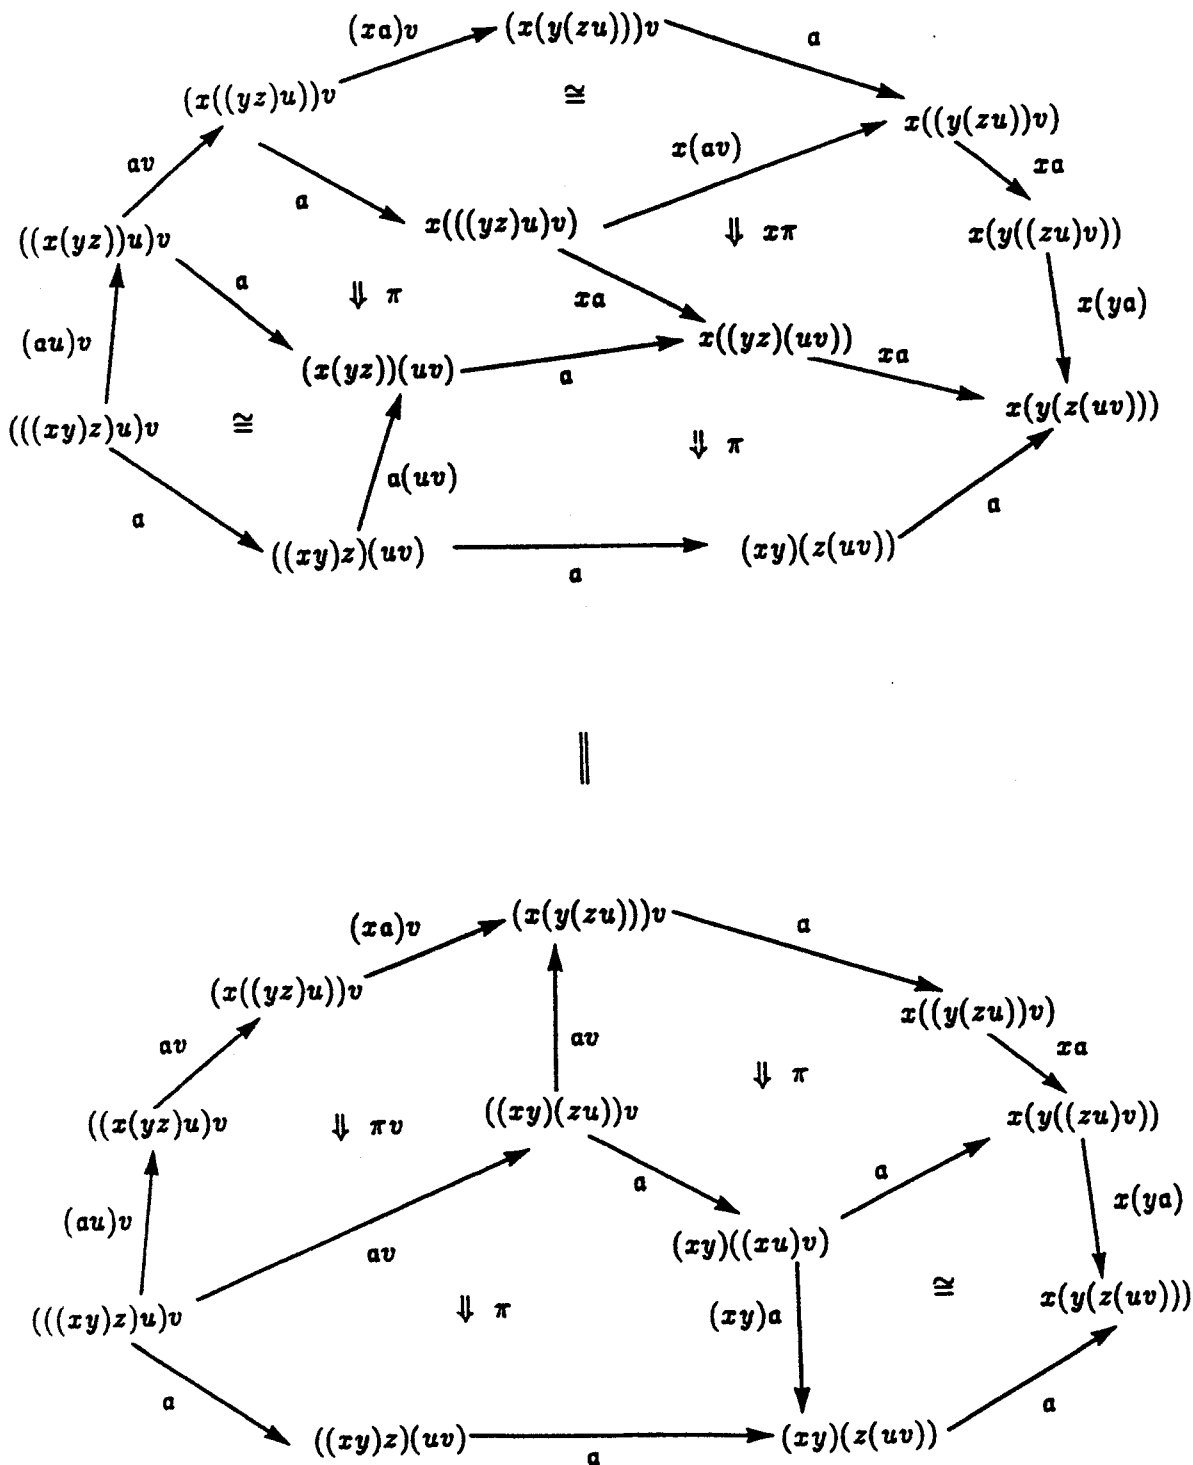 (xa)v (x(y(zu)))v a
(x((yz)u))v ≅ x((y(zu))v)
av a x(av) xa
((x(yz))u)v x(((yz)u)v) ⇓ xπ x(y((zu)v))
a ⇓ π xa x(ya)
(au)v (x(yz))(uv) a x((yz)(uv)) xa
(((xy)z)u)v ≅ a(uv) ⇓ π x(y(z(uv)))
a ((xy)z)(uv) a (xy)(z(uv)) a
||
(xa)v (x(y(zu)))v a
(x((yz)u))v x((y(zu))v)
av av ⇓ π xa
((x(yz)u)v ⇓ πv ((xy)(zu))v x(y((zu)v))
(au)v av a (xy)((xu)v) a x(ya)
(((xy)z)u)v ⇓ π (xy)a ≅ x(y(z(uv)))
a ((xy)z)(uv) a (xy)(z(uv)) a